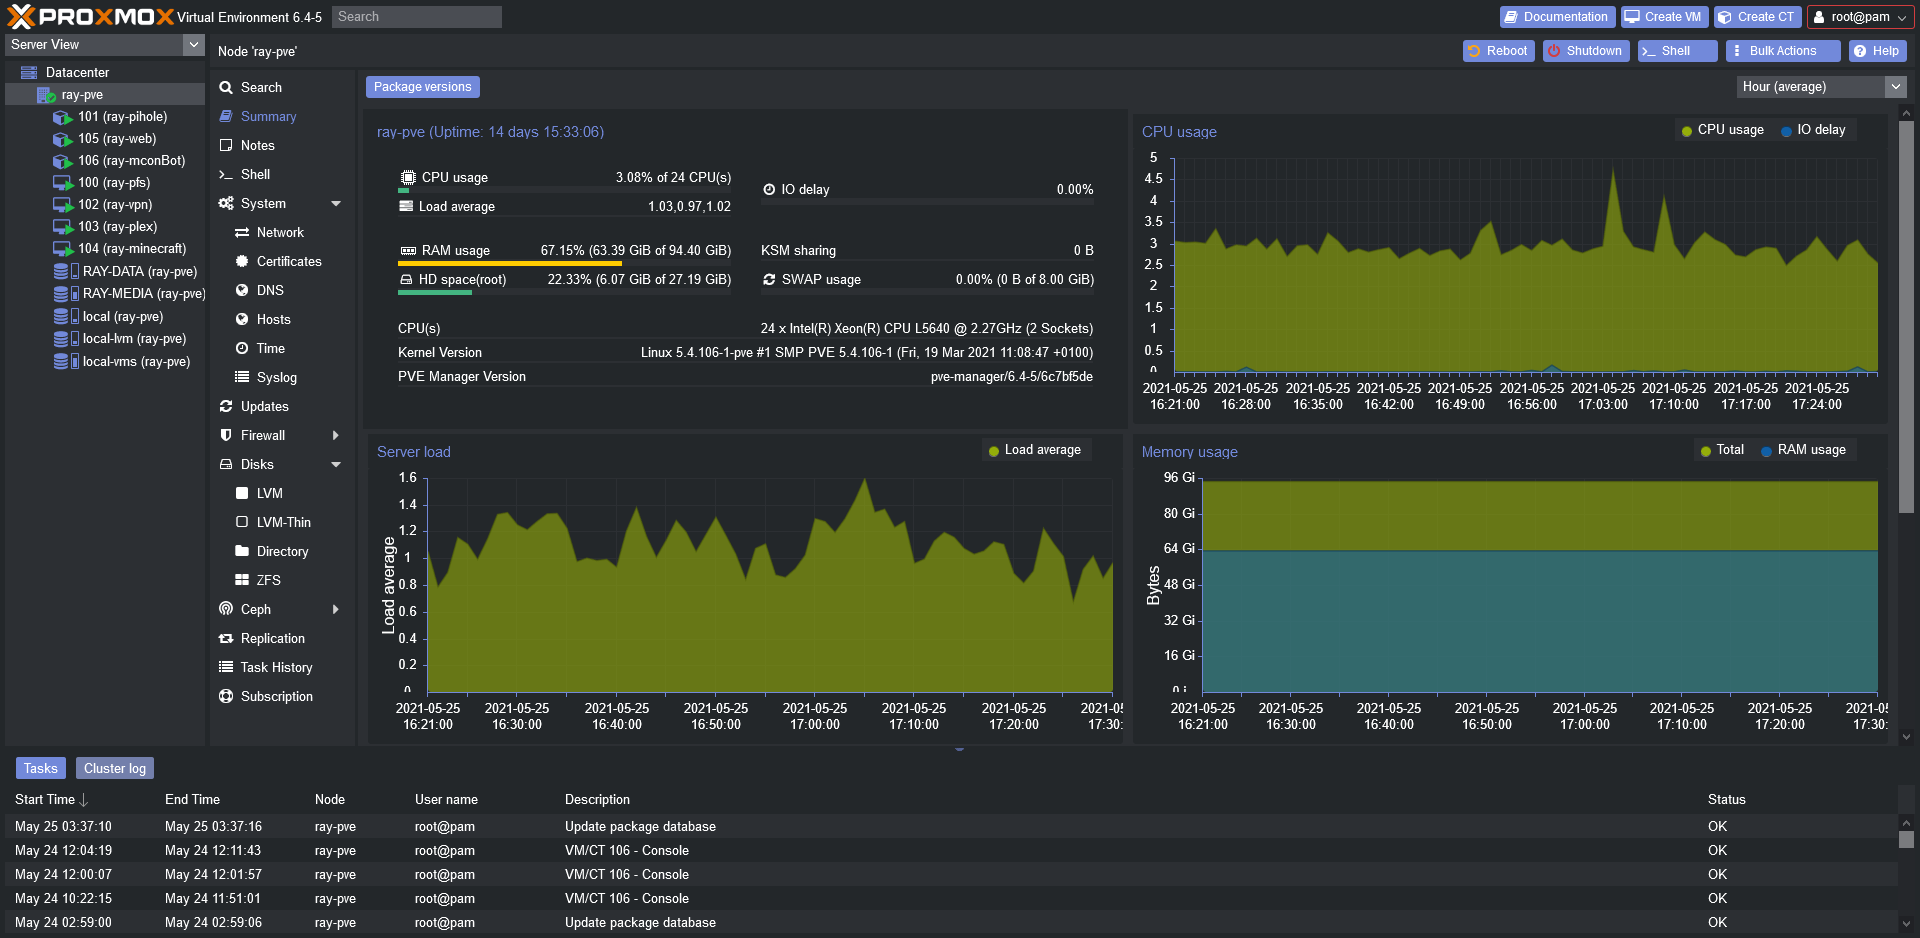 PROXMOX Virtual Environment 6.4-5 Search Documentation Create VM Create CT root@pam
Server View
Node 'ray-pve' Reboot Shutdown Shell Bulk Actions Help
Datacenter
ray-pve
101 (ray-pihole)
105 (ray-web)
106 (ray-mconBot)
100 (ray-pfs)
102 (ray-vpn)
103 (ray-plex)
104 (ray-minecraft)
RAY-DATA (ray-pve)
RAY-MEDIA (ray-pve)
local (ray-pve)
local-lvm (ray-pve)
local-vms (ray-pve)
Search
Summary
Notes
Shell
System
Network
Certificates
DNS
Hosts
Time
Syslog
Updates
Firewall
Disks
LVM
LVM-Thin
Directory
ZFS
Ceph
Replication
Task History
Subscription
Package versions Hour (average)
ray-pve (Uptime: 14 days 15:33:06)
CPU usage 3.08% of 24 CPU(s)
Load average 1.03,0.97,1.02
IO delay 0.00%
RAM usage 67.15% (63.39 GiB of 94.40 GiB)
KSM sharing 0 B
HD space(root) 22.33% (6.07 GiB of 27.19 GiB)
SWAP usage 0.00% (0 B of 8.00 GiB)
CPU(s) 24 x Intel(R) Xeon(R) CPU L5640 @ 2.27GHz (2 Sockets)
Kernel Version Linux 5.4.106-1-pve #1 SMP PVE 5.4.106-1 (Fri, 19 Mar 2021 11:08:47 +0100)
PVE Manager Version pve-manager/6.4-5/6c7bf5de
CPU usage CPU usage IO delay
5
4.5
4
3.5
3
2.5
2
1.5
1
0.5
0
2021-05-25 2021-05-25 2021-05-25 2021-05-25 2021-05-25 2021-05-25 2021-05-25 2021-05-25 2021-05-25 2021-05-25
16:21:00 16:28:00 16:35:00 16:42:00 16:49:00 16:56:00 17:03:00 17:10:00 17:17:00 17:24:00
Server load Load average
Load average
1.6
1.4
1.2
1
0.8
0.6
0.4
0.2
0
2021-05-25 2021-05-25 2021-05-25 2021-05-25 2021-05-25 2021-05-25 2021-05-25 2021-05
16:21:00 16:30:00 16:40:00 16:50:00 17:00:00 17:10:00 17:20:00 17:30:
Memory usage Total RAM usage
Bytes
96 Gi
80 Gi
64 Gi
48 Gi
32 Gi
16 Gi
0 i
2021-05-25 2021-05-25 2021-05-25 2021-05-25 2021-05-25 2021-05-25 2021-05-25 2021-05
16:21:00 16:30:00 16:40:00 16:50:00 17:00:00 17:10:00 17:20:00 17:30:
Tasks Cluster log
Start Time End Time Node User name Description Status
May 25 03:37:10 May 25 03:37:16 ray-pve root@pam Update package database OK
May 24 12:04:19 May 24 12:11:43 ray-pve root@pam VM/CT 106 - Console OK
May 24 12:00:07 May 24 12:01:57 ray-pve root@pam VM/CT 106 - Console OK
May 24 10:22:15 May 24 11:51:01 ray-pve root@pam VM/CT 106 - Console OK
May 24 02:59:00 May 24 02:59:06 ray-pve root@pam Update package database OK